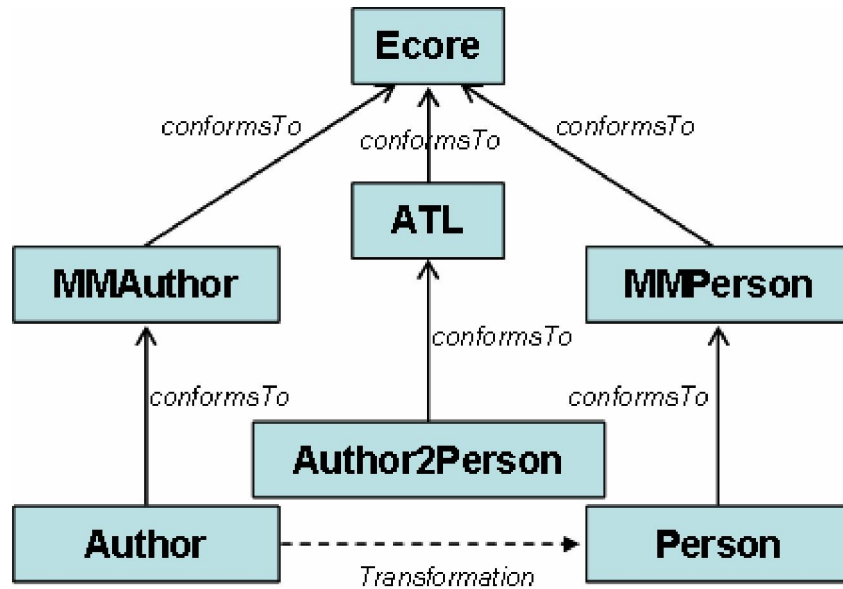 Ecore
conformsTo
conformsTo
conformsTo
ATL
MMAuthor
MMPerson
conformsTo
conformsTo
conformsTo
Author2Person
Author
Person
Transformation